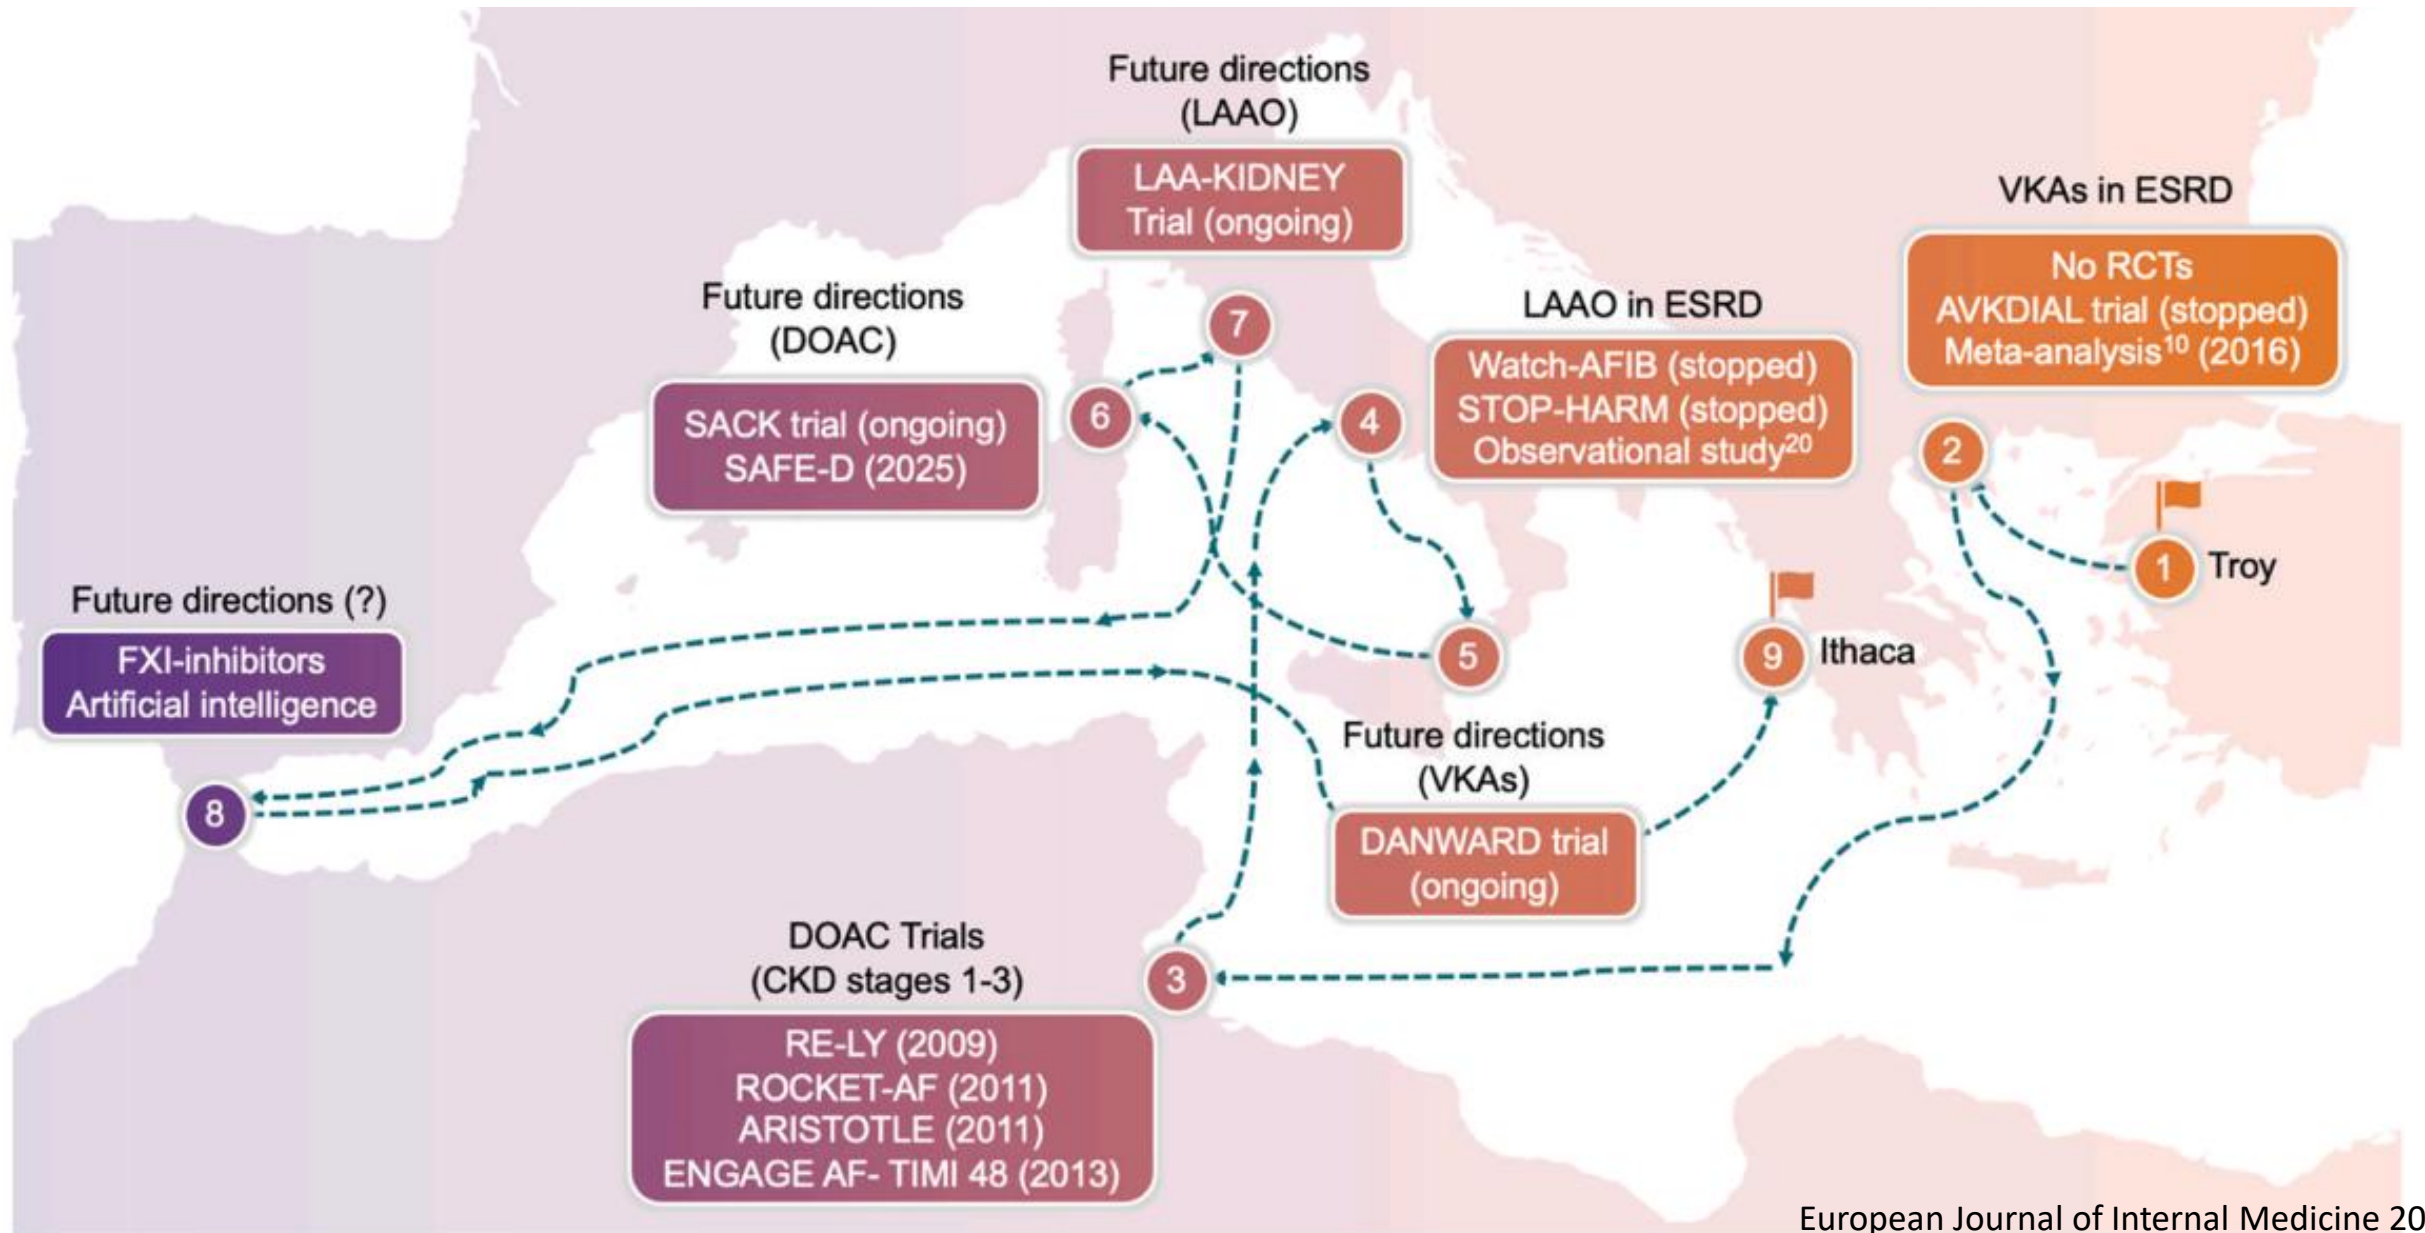 Future directions
(LAAO)
LAA-KIDNEY
Trial (ongoing)
7
VKAs in ESRD
No RCTs
AVKDIAL trial (stopped)
Meta-analysis¹⁰ (2016)
2
Future directions
(DOAC)
SACK trial (ongoing)
SAFE-D (2025)
6
LAAO in ESRD
Watch-AFIB (stopped)
STOP-HARM (stopped)
Observational study²⁰
4
1
Troy
Future directions (?)
FXI-inhibitors
Artificial intelligence
8
5
9
Ithaca
Future directions
(VKAs)
DANWARD trial
(ongoing)
DOAC Trials
(CKD stages 1-3)
3
RE-LY (2009)
ROCKET-AF (2011)
ARISTOTLE (2011)
ENGAGE AF- TIMI 48 (2013)
European Journal of Internal Medicine 20